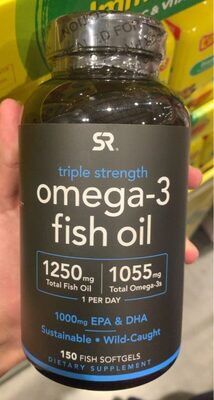 SR
triple strength
omega-3
fish oil
1250mg 1055mg
Total Fish Oil Total Omega-3s
1 PER DAY
1000mg EPA & DHA
Sustainable • Wild-Caught
150 FISH SOFTGELS
DIETARY SUPPLEMENT